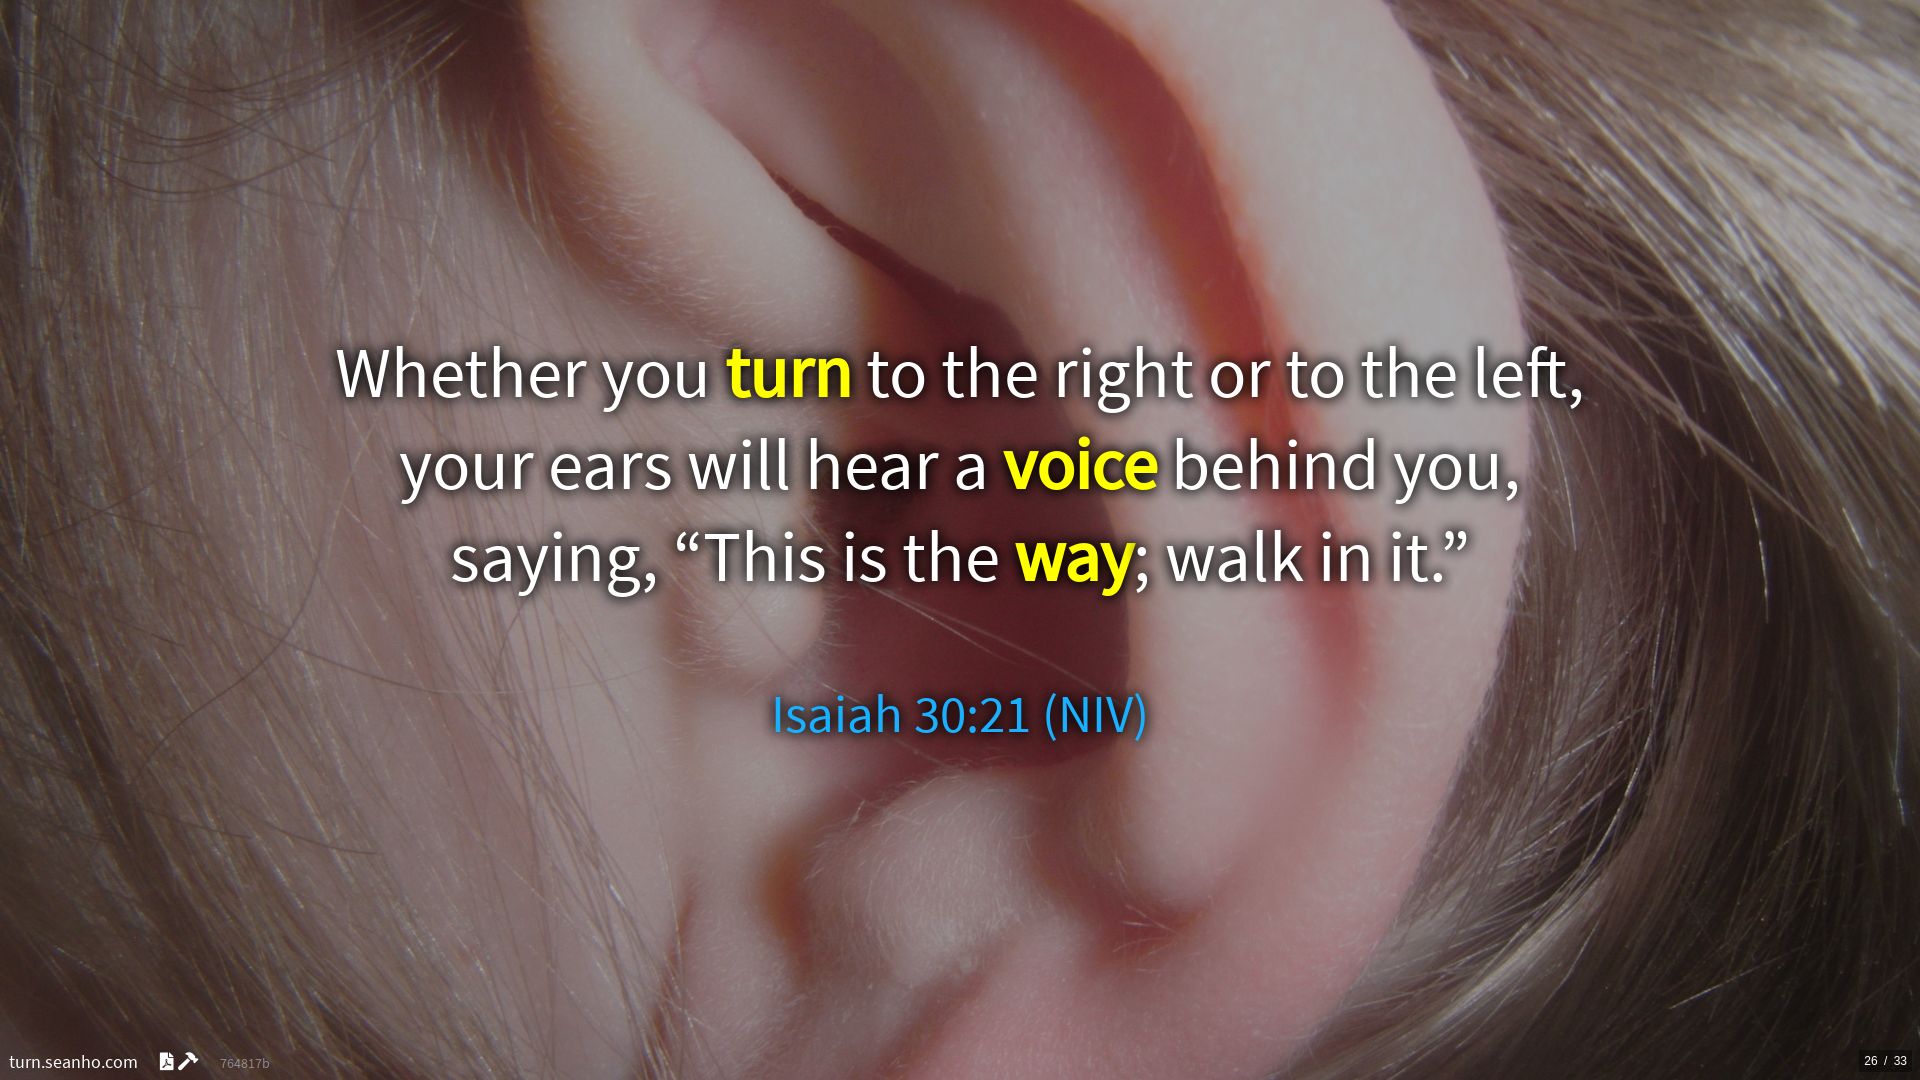 Whether you turn to the right or to the left,
your ears will hear a voice behind you,
saying, “This is the way; walk in it.”
Isaiah 30:21 (NIV)
turn.seanho.com
764817b
26 / 33